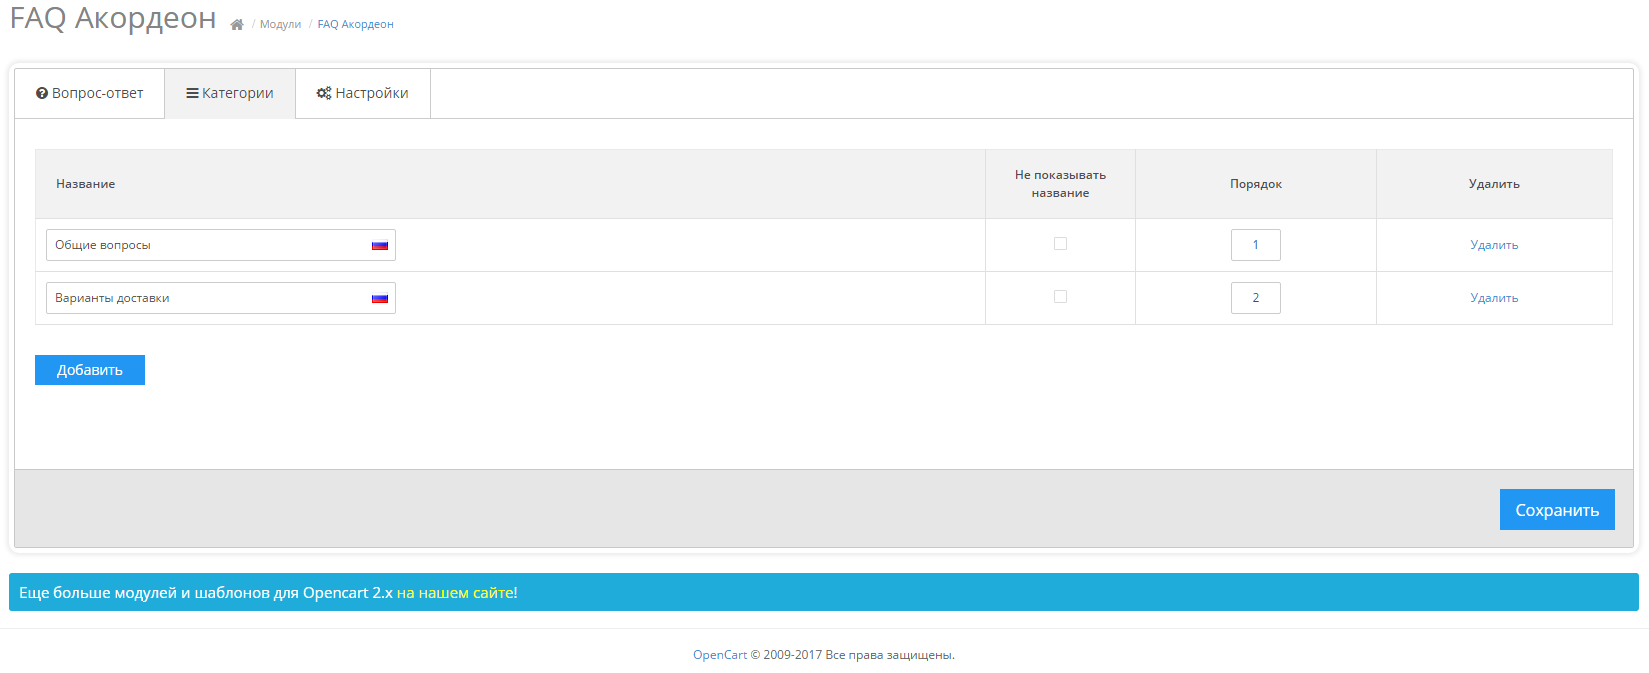 FAQ Акордеон / Модули / FAQ Акордеон
Вопрос-ответ Категории Настройки
Название Не показывать название Порядок Удалить
Общие вопросы 1 Удалить
Варианты доставки 2 Удалить
Добавить
Сохранить
Еще больше модулей и шаблонов для Opencart 2.x на нашем сайте!
OpenCart © 2009-2017 Все права защищены.